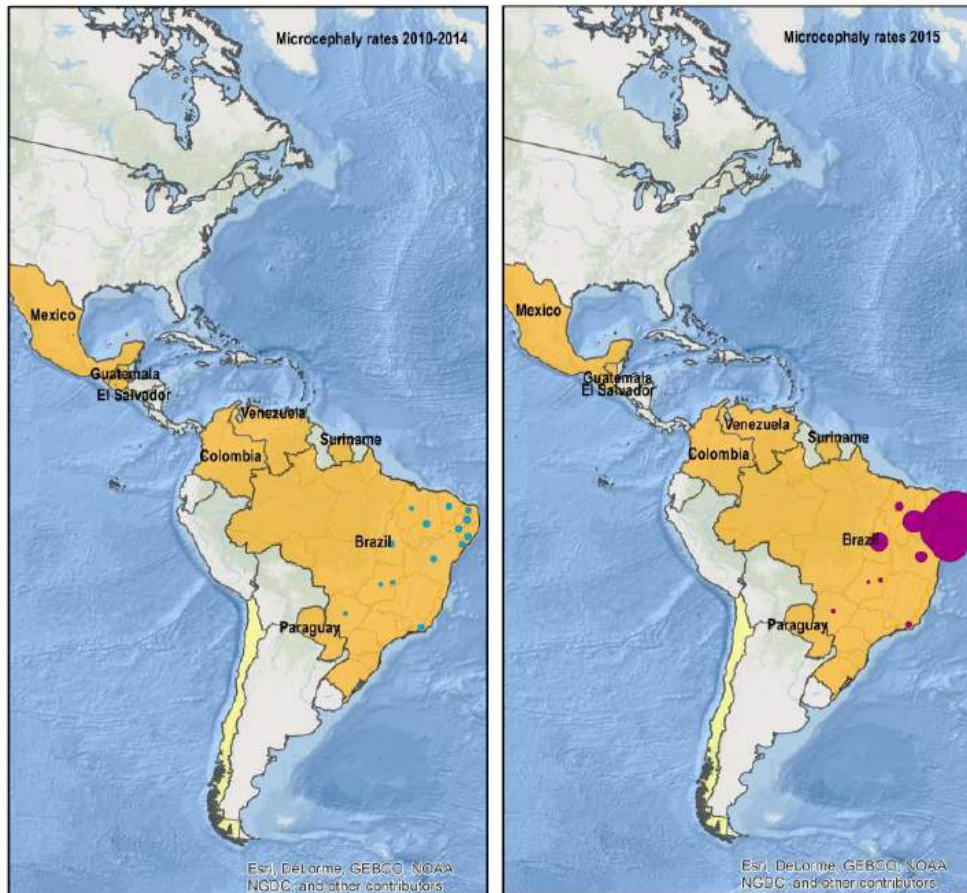 Microcephaly rates 2010-2014
Mexico
Guatemala
El Salvador
Venezuela
Suriname
Colombia
Brazil
Paraguay
Esri, DeLorme, GEBCO, NOAA
NGDC, and other contributors
Microcephaly rates 2015
Mexico
Guatemala
El Salvador
Venezuela
Suriname
Colombia
Brazil
Paraguay
Esri, DeLorme, GEBCO, NOAA
NGDC, and other contributors